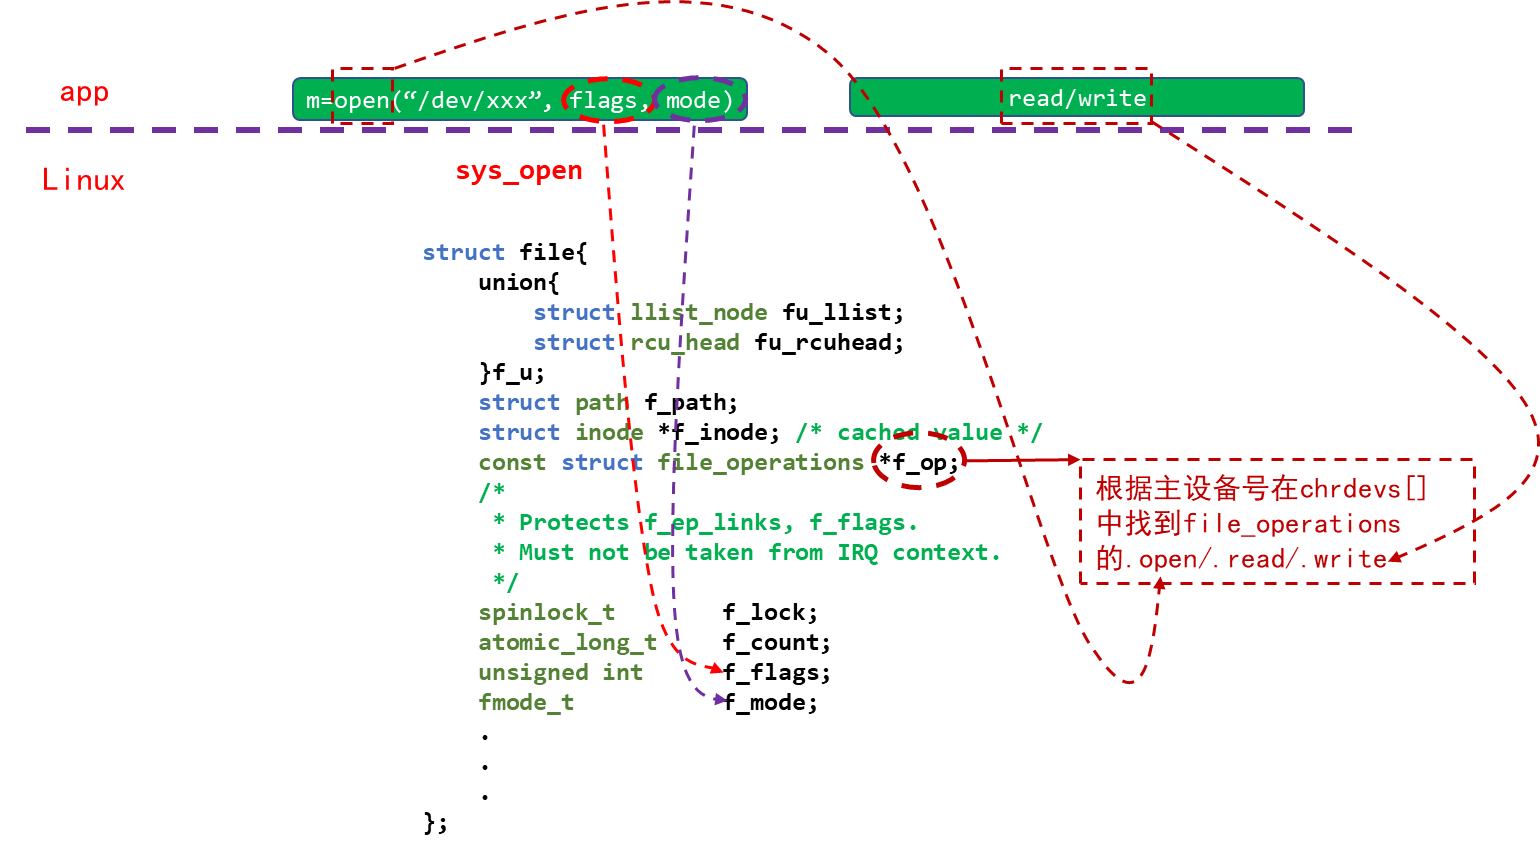 app
m=open(“/dev/xxx”, flags, mode)
read/write
Linux
sys_open
struct file{
union{
struct llist_node fu_llist;
struct rcu_head fu_rcuhead;
}f_u;
struct path f_path;
struct inode *f_inode; /* cached value */
const struct file_operations *f_op;
/*
* Protects f_ep_links, f_flags.
* Must not be taken from IRQ context.
*/
spinlock_t f_lock;
atomic_long_t f_count;
unsigned int f_flags;
fmode_t f_mode;
.
.
.
};
根据主设备号在chrdevs[]
中找到file_operations
的.open/.read/.write